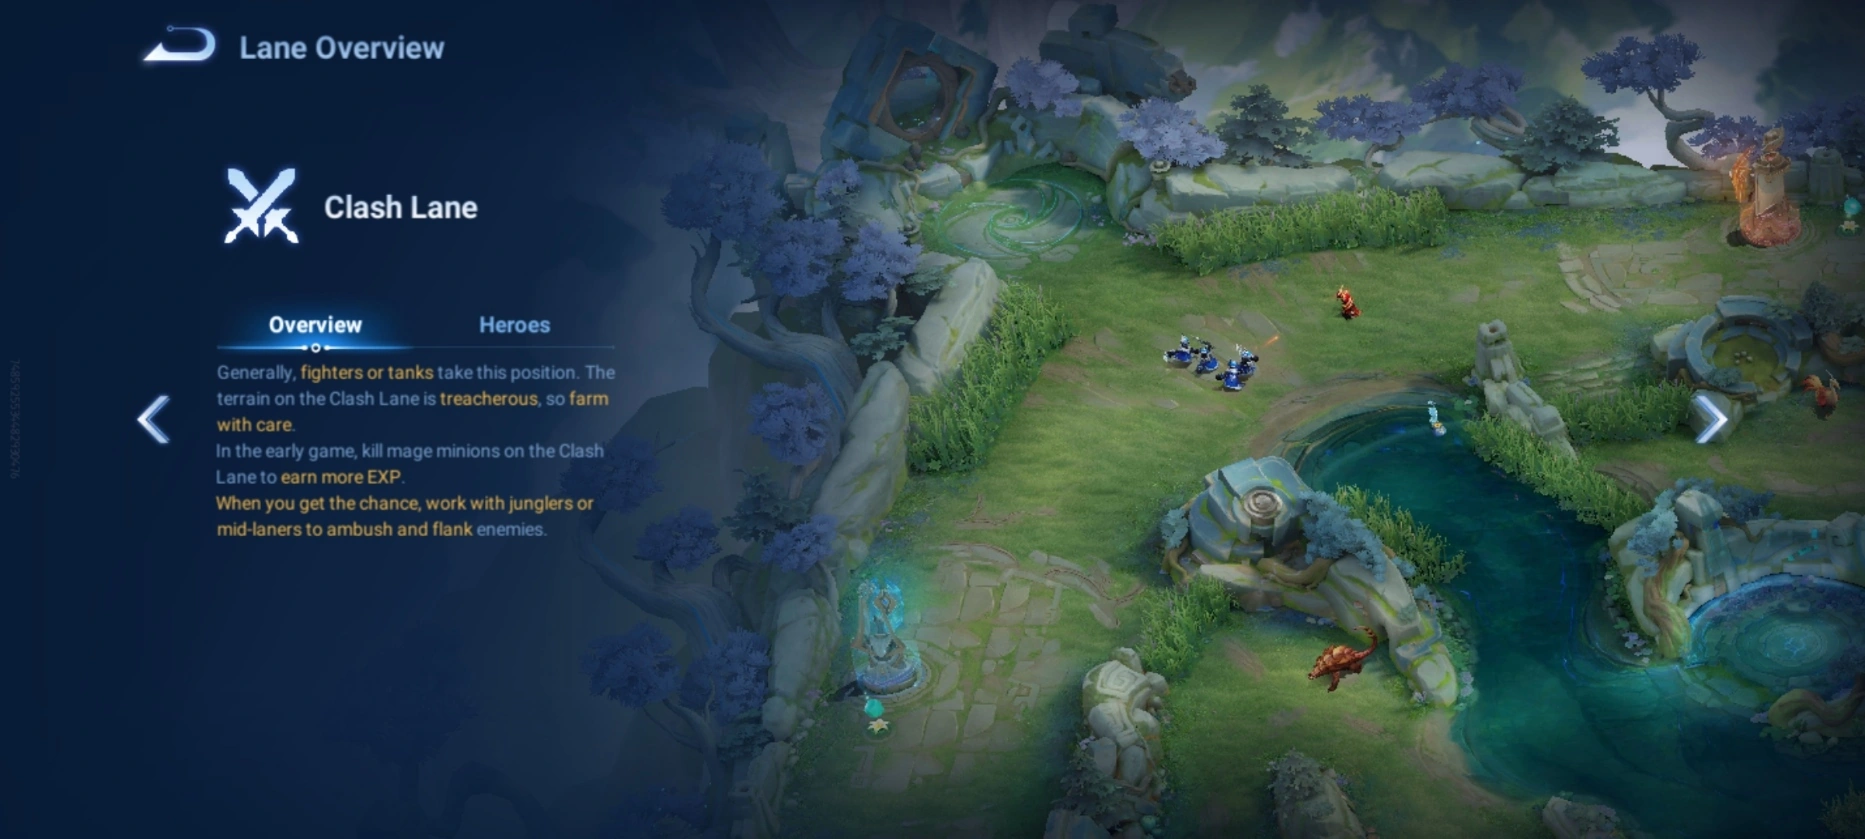 Lane Overview
Clash Lane
Overview
Heroes
Generally, fighters or tanks take this position. The
terrain on the Clash Lane is treacherous, so farm
with care.
In the early game, kill mage minions on the Clash
Lane to earn more EXP.
When you get the chance, work with junglers or
mid-laners to ambush and flank enemies.